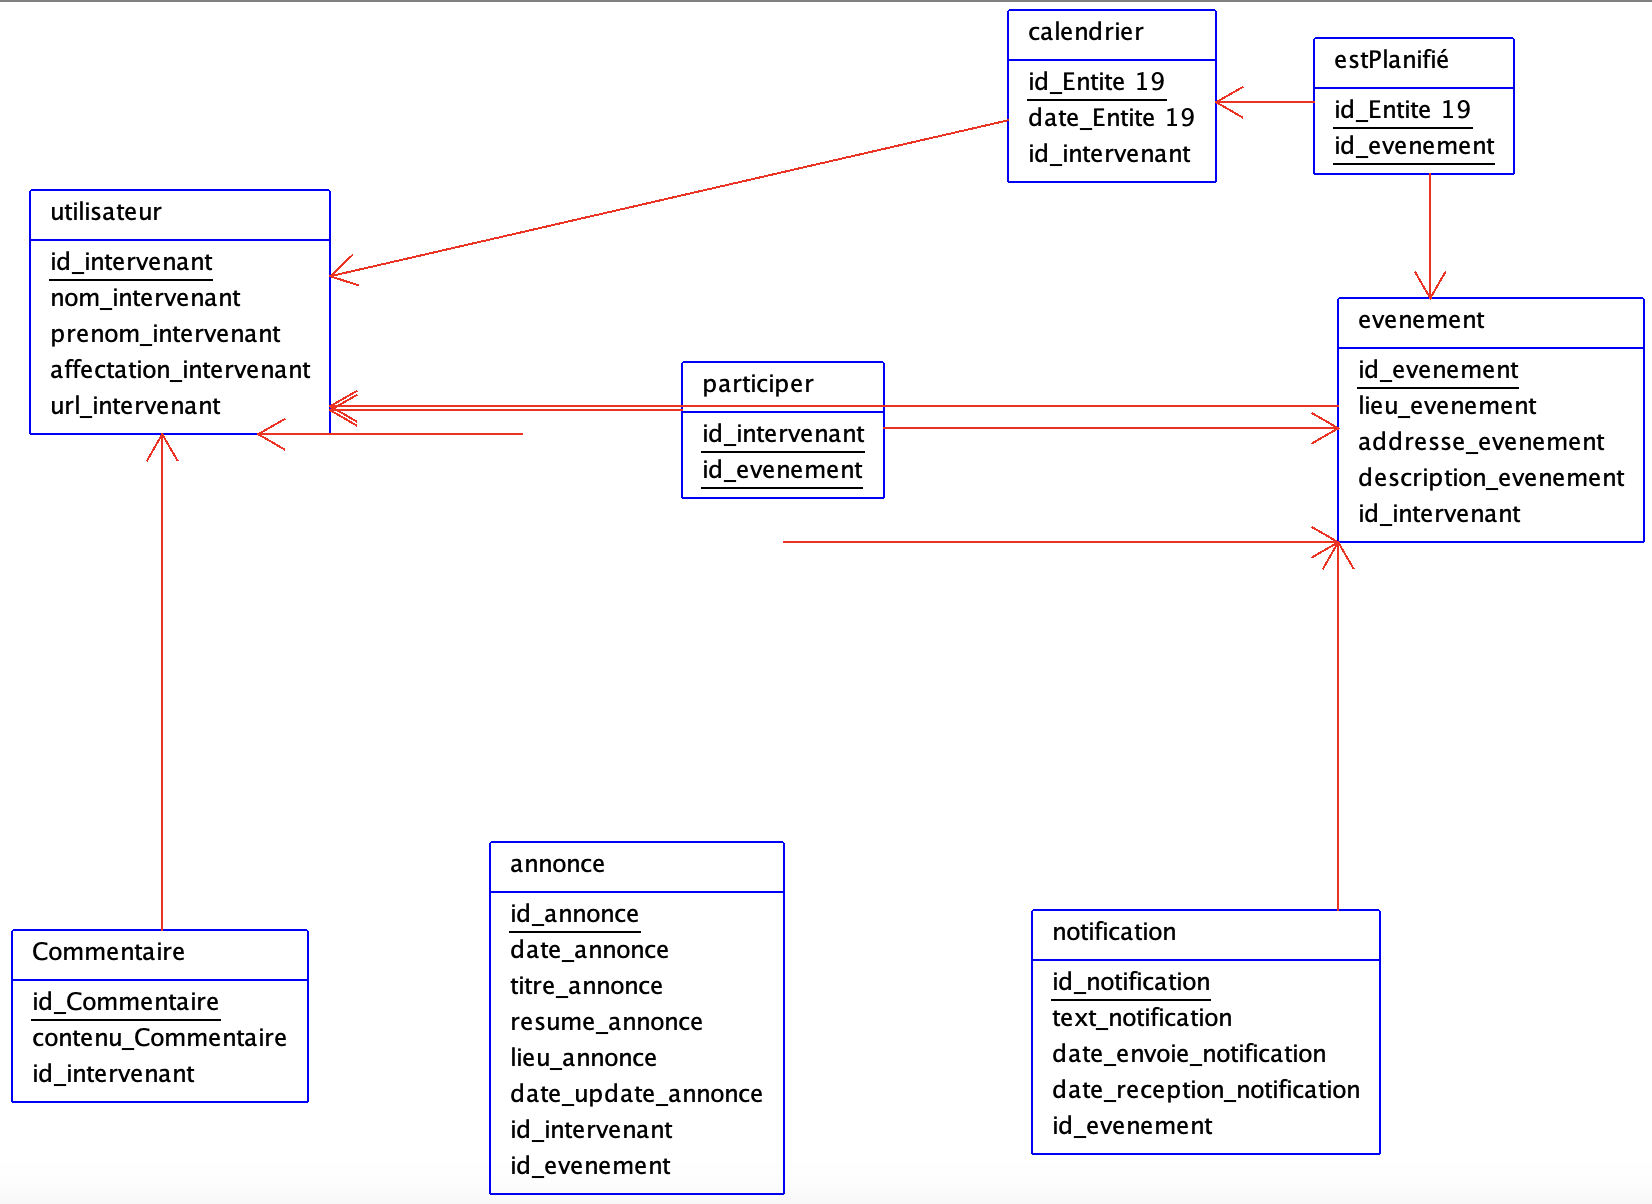 calendrier
id_Entite 19
date_Entite 19
id_intervenant
estPlanifié
id_Entite 19
id_evenement
utilisateur
id_intervenant
nom_intervenant
prenom_intervenant
affectation_intervenant
url_intervenant
participer
id_intervenant
id_evenement
evenement
id_evenement
lieu_evenement
addresse_evenement
description_evenement
id_intervenant
Commentaire
id_Commentaire
contenu_Commentaire
id_intervenant
annonce
id_annonce
date_annonce
titre_annonce
resume_annonce
lieu_annonce
date_update_annonce
id_intervenant
id_evenement
notification
id_notification
text_notification
date_envoie_notification
date_reception_notification
id_evenement